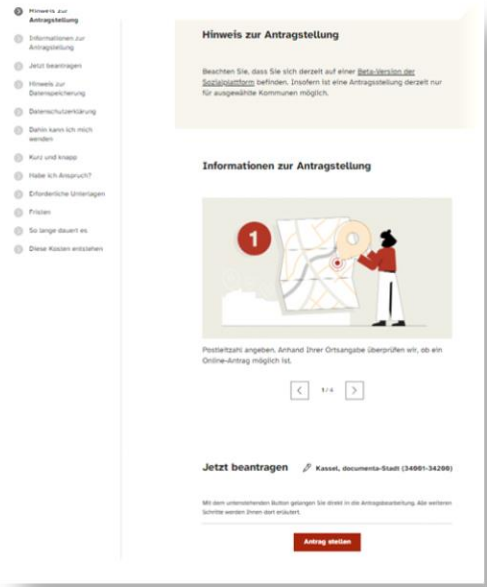 Hinweis zur
Antragstellung
Informationen zur
Antragstellung
Jetzt beantragen
Hinweis zur
Datenspeicherung
Datenschutzerklärung
Dahin kann ich mich
wenden
Kurz und knapp
Habe ich Anspruch?
Erforderliche Unterlagen
Fristen
So lange dauert es
Diese Kosten entstehen
Hinweis zur Antragstellung
Beachten Sie, dass Sie sich derzeit auf einer Beta-Version der
Sozialplattform befinden. Insofern ist eine Antragsstellung derzeit nur
für ausgewählte Kommunen möglich.
Informationen zur Antragstellung
1
Postleitzahl angeben. Anhand Ihrer Ortsangabe überprüfen wir, ob ein
Online-Antrag möglich ist.
1/4
Jetzt beantragen Kassel, documenta-Stadt (34001-34200)
Mit dem untenstehenden Button gelangen Sie direkt in die Antragsbearbeitung. Alle weiteren
Schritte werden Ihnen dort erläutert.
Antrag stellen